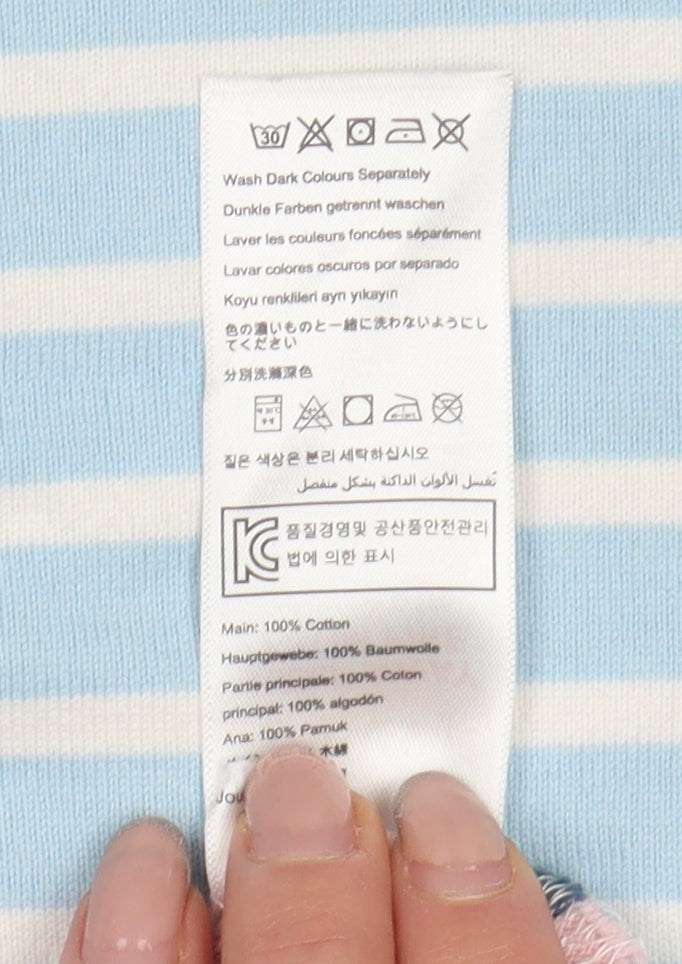 30
Wash Dark Colours Separately
Dunkle Farben getrennt waschen
Laver les couleurs foncées séparément
Lavar colores oscuros por separado
Koyu renklileri ayrı yıkayın
色の濃いものと一緒に洗わないようにし
てください
分別洗滌深色
짙은 색상은 분리 세탁하십시오
تُغسل الألوان الداكنة بشكل منفصل
품질경영및 공산품안전관리
법에 의한 표시
Main: 100% Cotton
Hauptgewebe: 100% Baumwolle
Partie principale: 100% Coton
principal: 100% algodón
Ana: 100% Pamuk
木綿
Jou